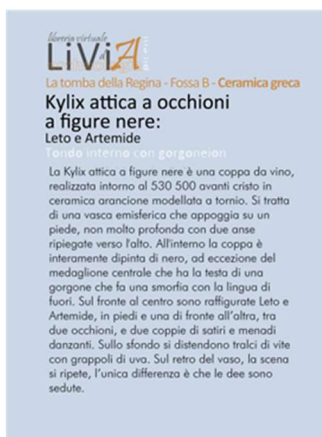 libreria virtuale
di
LiViA
La tomba della Regina - Fossa B - Ceramica greca
Kylix attica a occhioni
a figure nere:
Leto e Artemide
Tondo interno con gorgoneion
La Kylix attica a figure nere è una coppa da vino,
realizzata intorno al 530 500 avanti cristo in
ceramica arancione modellata a tornio. Si tratta
di una vasca emisferica che appoggia su un
piede, non molto profonda con due anse
ripiegate verso l'alto. All'interno la coppa è
interamente dipinta di nero, ad eccezione del
medaglione centrale che ha la testa di una
gorgone che fa una smorfia con la lingua di
fuori. Sul fronte al centro sono raffigurate Leto e
Artemide, in piedi e una di fronte all'altra, tra
due occhioni, e due coppie di satiri e menadi
danzanti. Sullo sfondo si distendono tralci di vite
con grappoli di uva. Sul retro del vaso, la scena
si ripete, l'unica differenza è che le dee sono
sedute.